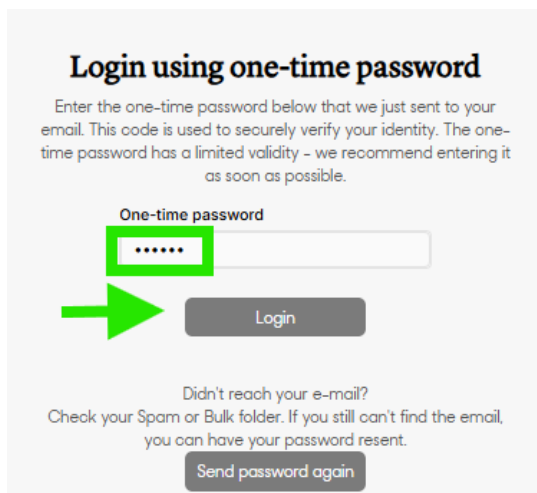 Login using one-time password
Enter the one-time password below that we just sent to your
email. This code is used to securely verify your identity. The one-
time password has a limited validity - we recommend entering it
as soon as possible.
One-time password
••••••
Login
Didn't reach your e-mail?
Check your Spam or Bulk folder. If you still can't find the email,
you can have your password resent.
Send password again